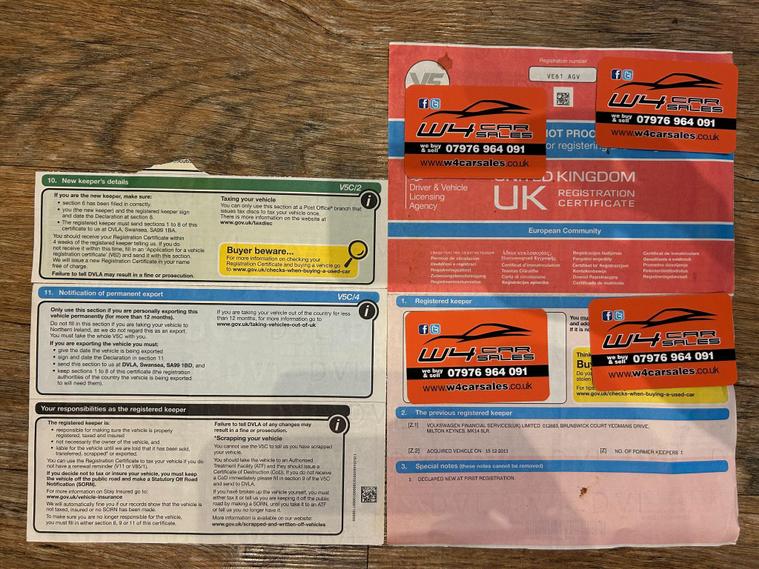 10. New keeper's details
V5C/2
If you are the new keeper, make sure:
• section 6 has been filled in correctly,
• you (the new keeper) and the registered keeper sign
and date the Declaration at section 8.
• The registered keeper must send sections 1 to 8 of this
certificate to us at DVLA, Swansea, SA99 1BA.
You should receive your Registration Certificate within
4 weeks of the registered keeper telling us. If you do
not receive it within this time, fill in an 'Application for a vehicle
registration certificate' (V62) and send it with this section.
We will issue a new Registration Certificate in your name
free of charge.
Failure to tell DVLA may result in a fine or prosecution.
Taxing your vehicle
You can only use this section at a Post Office® branch that
issues tax discs to tax your vehicle once.
There is more information on the website at
www.gov.uk/taxdisc
Buyer beware...
For more information on checking your
Registration Certificate and buying a vehicle go
to www.gov.uk/checks-when-buying-a-used-car
11. Notification of permanent export
V5C/4
Only use this section if you are personally exporting this
vehicle permanently (for more than 12 months).
Do not fill in this section if you are taking your vehicle to
Northern Ireland, as we do not regard this as an export.
You must take the whole V5C with you.
If you are exporting the vehicle you must:
• give the date the vehicle is being exported
• sign and date the Declaration in section 11
• send this section to us at DVLA, Swansea, SA99 1BD, and
• keep sections 1 to 8 of this certificate (the registration
authorities of the country the vehicle is being exported
to will need them).
If you are taking your vehicle out of the country for less
than 12 months, for more information go to
www.gov.uk/taking-vehicles-out-of-uk
Your responsibilities as the registered keeper
The registered keeper is:
• responsible for making sure the vehicle is properly
registered, taxed and insured
• not necessarily the owner of the vehicle, and
• liable for the vehicle until we are told that it has been sold,
transferred, scrapped* or exported.
You can use the Registration Certificate to tax your vehicle if you do
not have a renewal reminder (V11 or V85/1).
If you decide not to tax or insure your vehicle, you must keep
the vehicle off the public road and make a Statutory Off Road
Notification (SORN).
For more information on Stay Insured go to:
www.gov.uk/vehicle-insurance
We will automatically fine you if our records show the vehicle is
not taxed, insured or no SORN has been made.
To make sure you are no longer responsible for the vehicle,
you must fill in either section 6, 9 or 11 of this certificate.
Failure to tell DVLA of any changes may
result in a fine or prosecution.
*Scrapping your vehicle
You cannot use the V5C to tell us you have scrapped
your vehicle.
You should take the vehicle to an Authorised
Treatment Facility (ATF) and they should issue a
Certificate of Destruction (CoD). If you do not receive
a CoD immediately please fill in section 9 of the V5C
and send to DVLA.
If you have broken up the vehicle yourself, you must
either tax it or tell us you are keeping it off the public
road by making a SORN, until you take it to an ATF
or tell us you no longer have it.
More information is available on our website:
www.gov.uk/scrapped-and-written-off-vehicles
Registration number
V5
VE61 AGV
W4 CAR
SALES
we buy
& sell
07976 964 091
www.w4carsales.co.uk
W4 CAR
SALES
we buy
& sell
07976 964 091
www.w4carsales.co.uk
NOT PROO
or registering
Driver & Vehicle
Licensing
Agency
UNITED KINGDOM
UK
REGISTRATION
CERTIFICATE
European Community
1. Registered keeper
W4 CAR
SALES
we buy
& sell
07976 964 091
www.w4carsales.co.uk
W4 CAR
SALES
we buy
& sell
07976 964 091
www.w4carsales.co.uk
www.gov.uk/checks-when-buying-a-used-car
2. The previous registered keeper
[Z.1] VOLKSWAGEN FINANCIAL SERVICES(UK) LIMITED 012683, BRUNSWICK COURT YEOMANS DRIVE,
MILTON KEYNES, MK14 5LR.
[Z.2] ACQUIRED VEHICLE ON 15 12 2011
[Z] NO. OF FORMER KEEPERS 1
3. Special notes (these notes cannot be removed)
1 DECLARED NEW AT FIRST REGISTRATION.